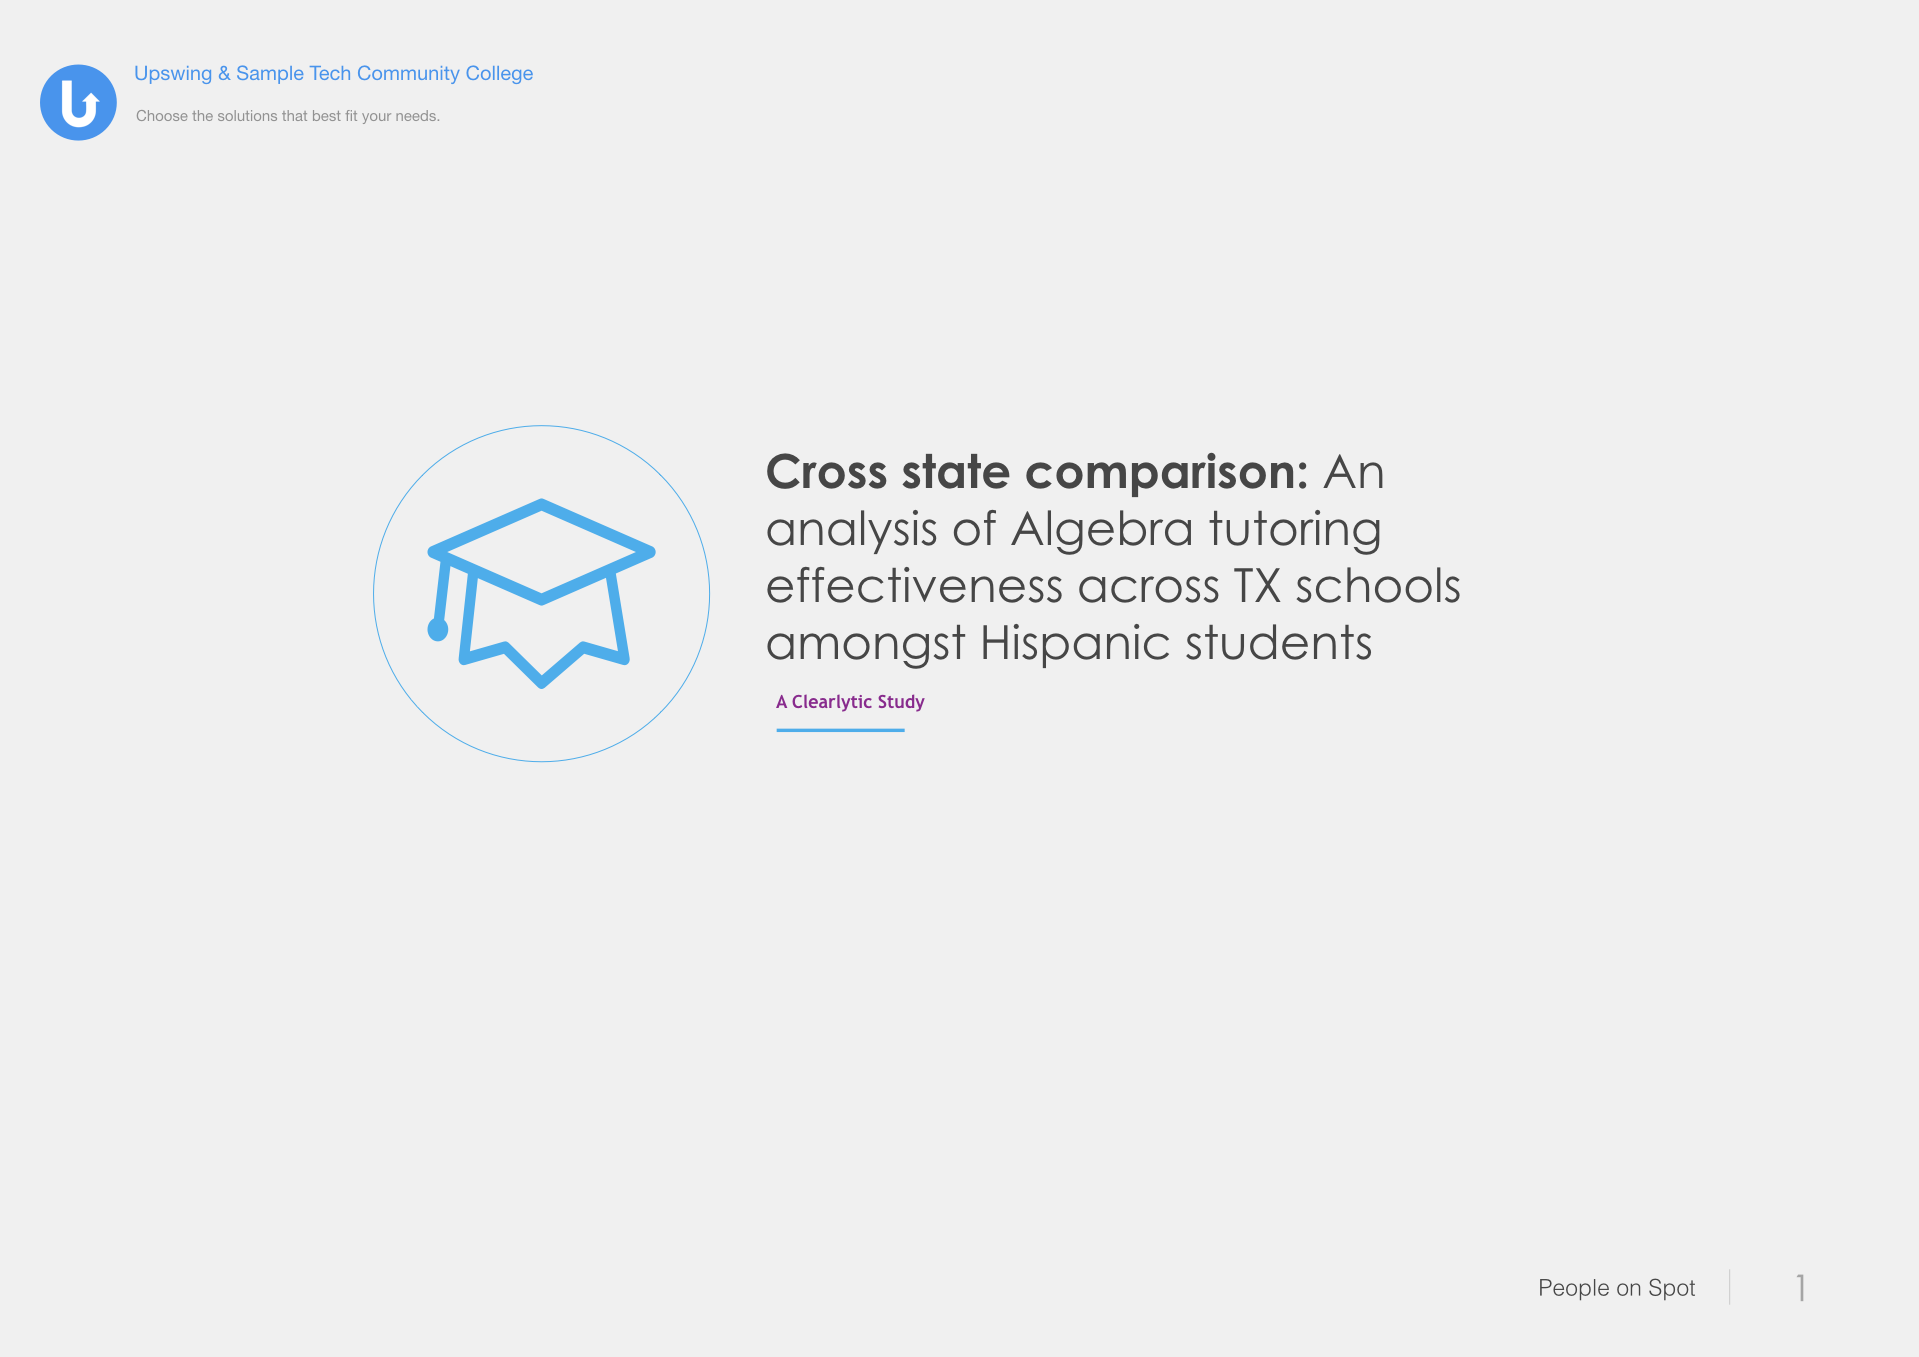 Upswing & Sample Tech Community College
Choose the solutions that best fit your needs.
Cross state comparison: An
analysis of Algebra tutoring
effectiveness across TX schools
amongst Hispanic students
A Clearlytic Study
People on Spot
1